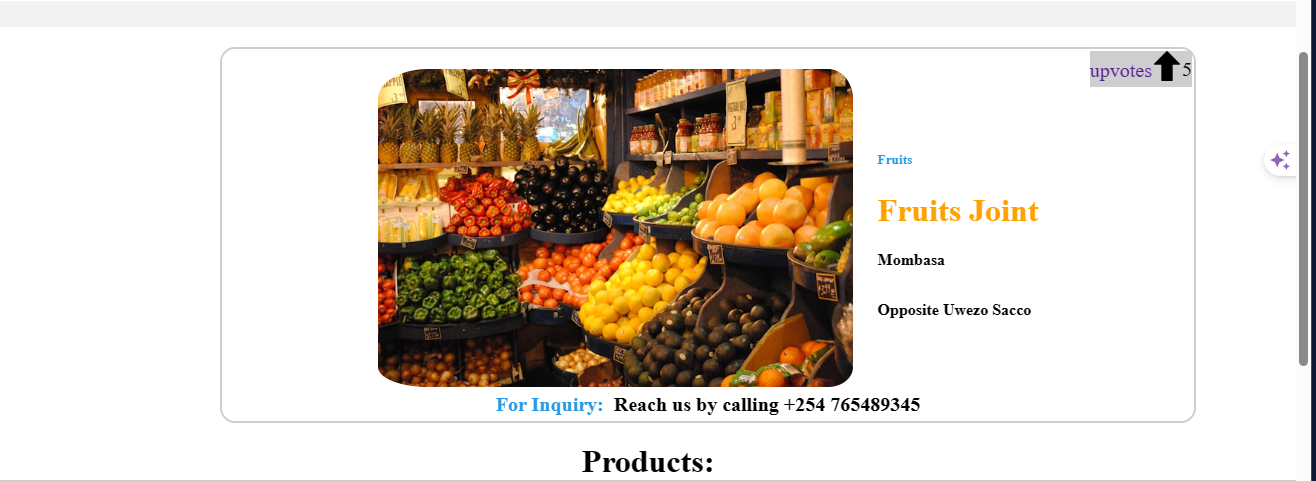 upvotes 5
Fruits
Fruits Joint
Mombasa
Opposite Uwezo Sacco
For Inquiry: Reach us by calling +254 765489345
Products: